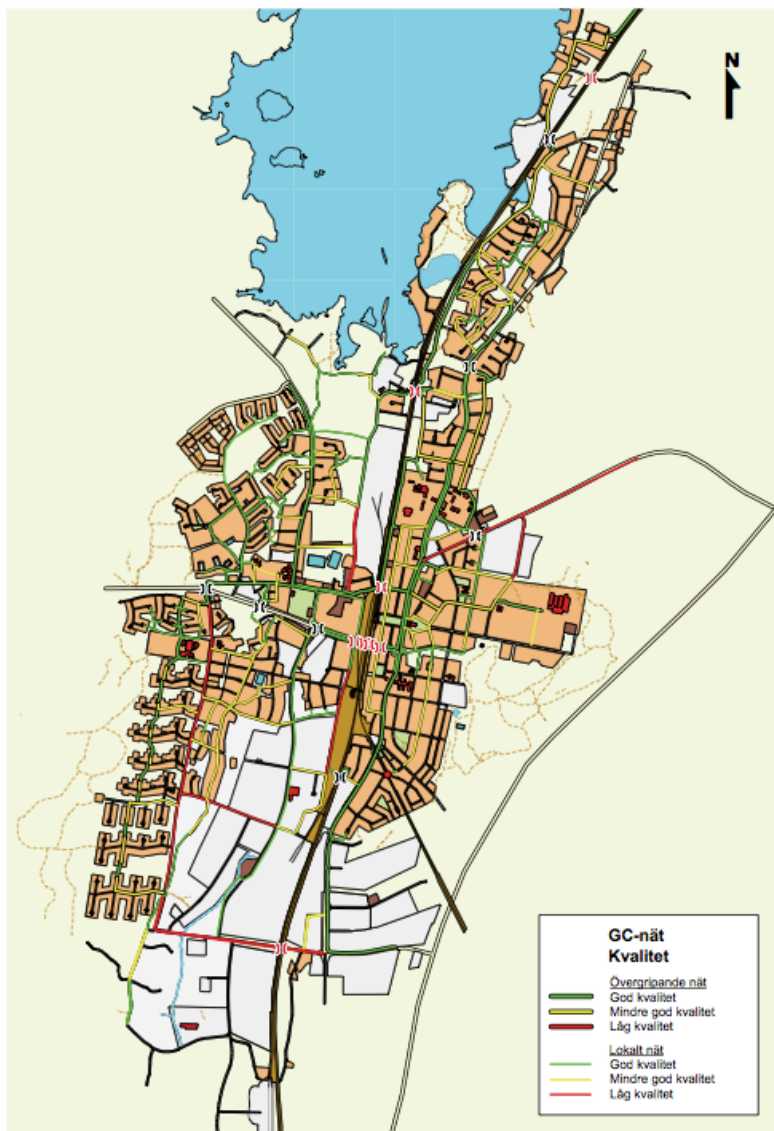 N
GC-nät
Kvalitet
Övergripande nät
God kvalitet
Mindre god kvalitet
Låg kvalitet
Lokalt nät
God kvalitet
Mindre god kvalitet
Låg kvalitet